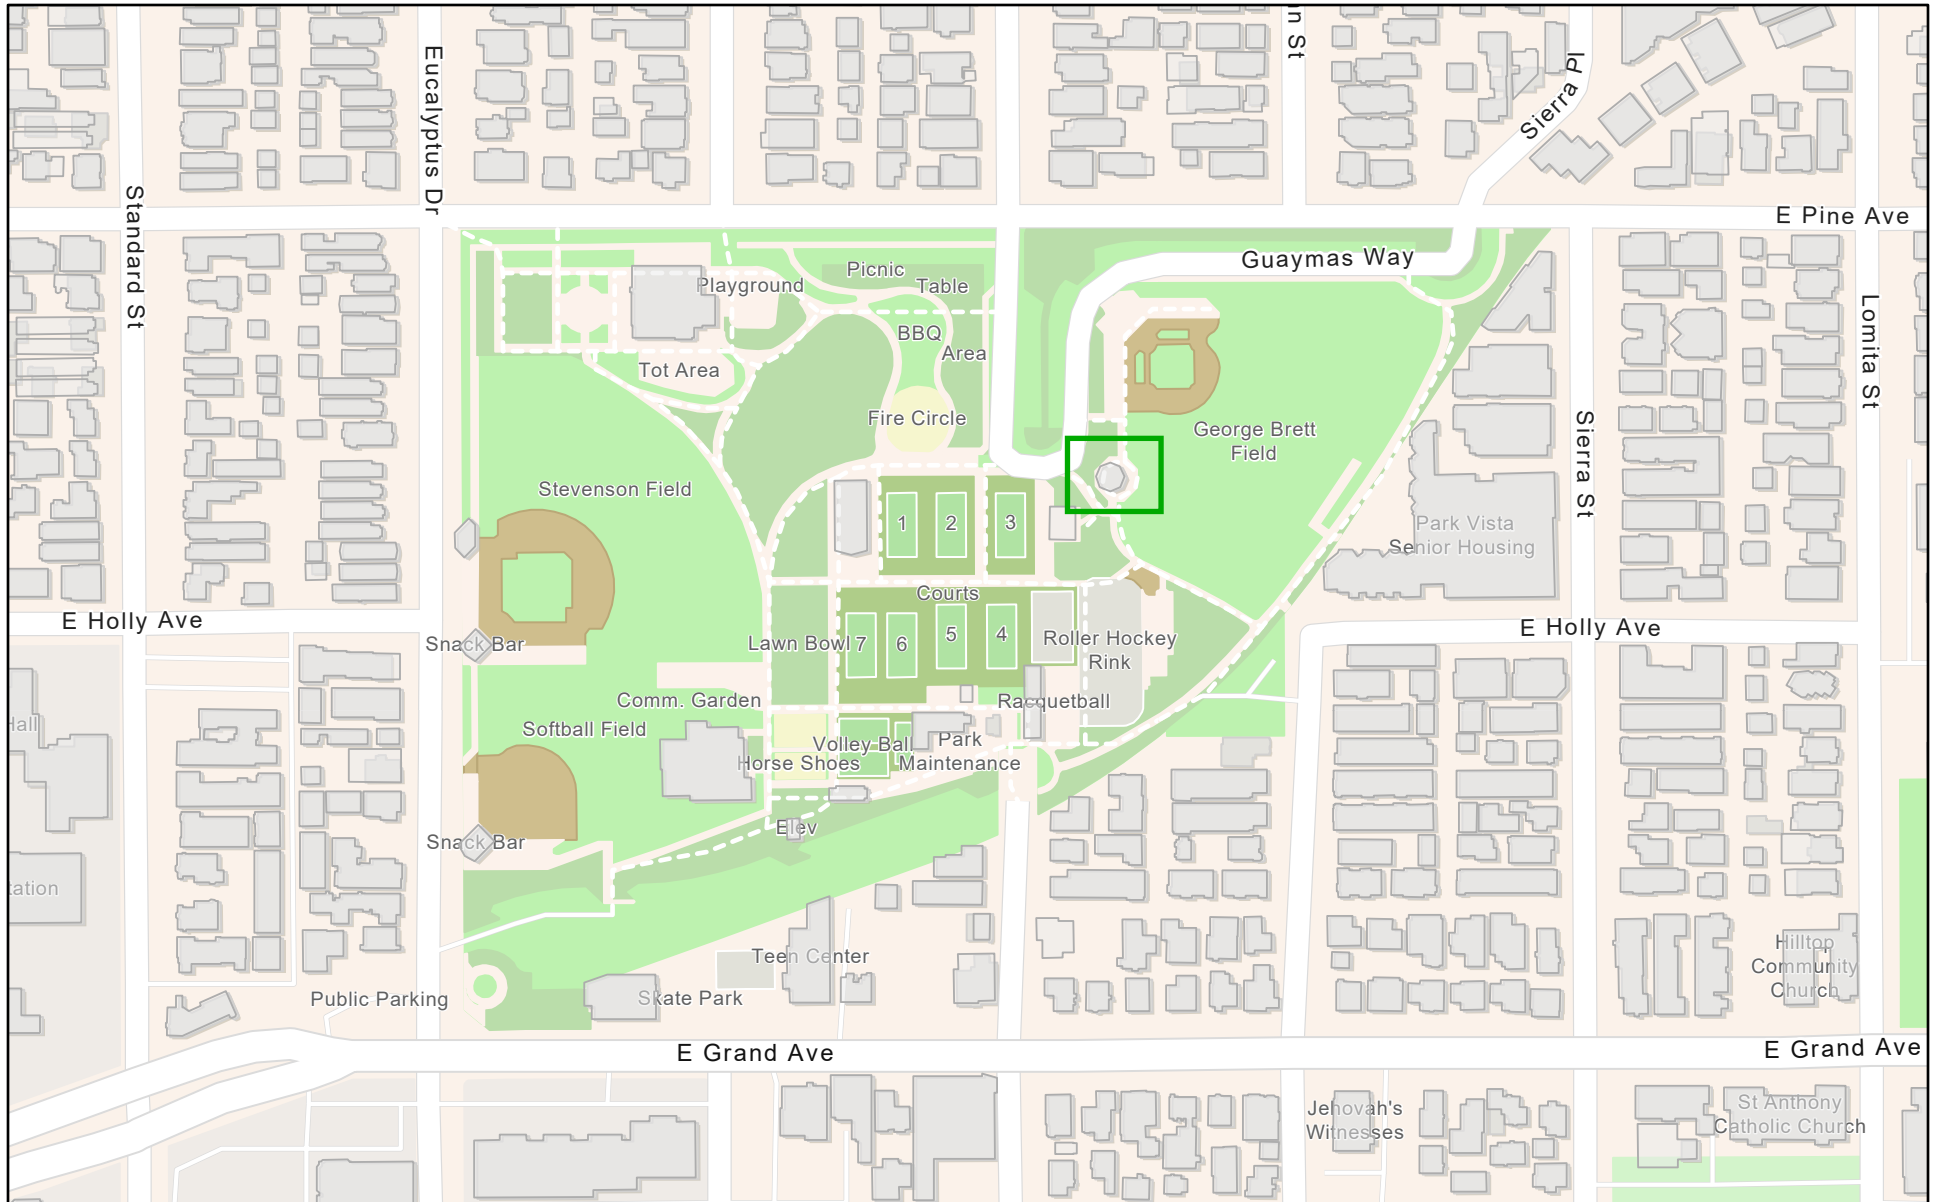 n St
Eucalyptus Dr
Sierra Pl
Standard St
E Pine Ave
Guaymas Way
Picnic
Table
Playground
Lomita St
BBQ
Area
Tot Area
Fire Circle
George Brett
Field
Sierra St
Stevenson Field
1
2
3
Park Vista
Senior Housing
Courts
E Holly Ave
E Holly Ave
Snack Bar
Lawn Bowl
7
6
5
4
Roller Hockey
Rink
Comm. Garden
Racquetball
Softball Field
Hall
Volley Ball
Park
Maintenance
Horse Shoes
Elev
Snack Bar
tation
Teen Center
Hilltop
Community
Church
Public Parking
Skate Park
E Grand Ave
E Grand Ave
Jehovah's
Witnesses
St Anthony
Catholic Church